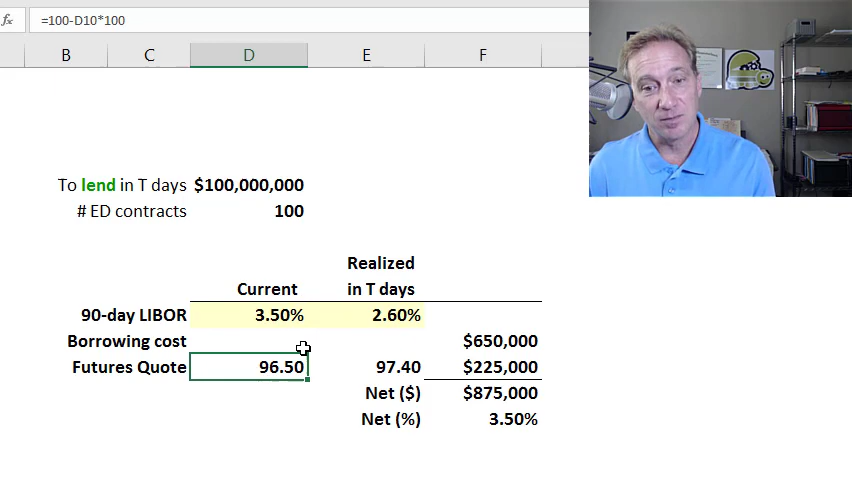 fx =100-D10*100
B C D E F
To lend in T days $100,000,000
# ED contracts 100
Realized
Current in T days
90-day LIBOR 3.50% 2.60%
Borrowing cost $650,000
Futures Quote 96.50 97.40 $225,000
Net ($) $875,000
Net (%) 3.50%